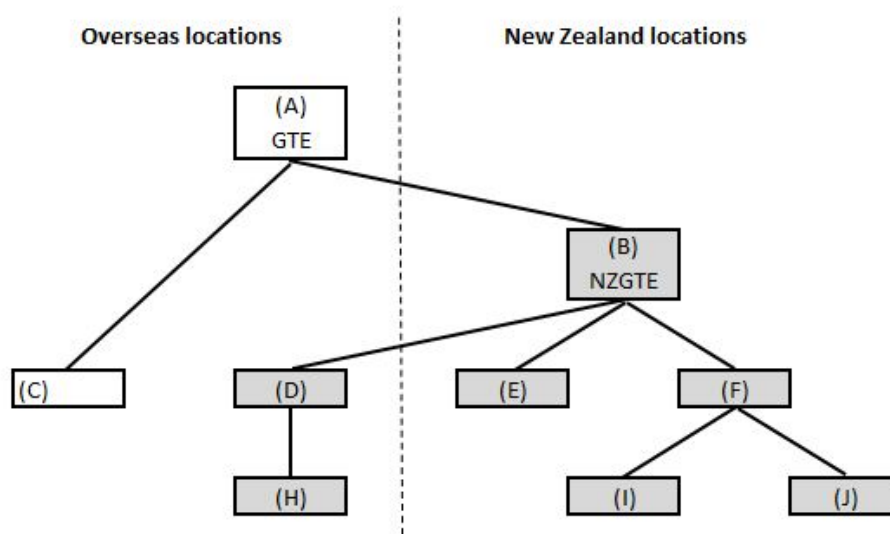 Overseas locations
New Zealand locations
(A)
GTE
(B)
NZGTE
(C)
(D)
(E)
(F)
(H)
(I)
(J)